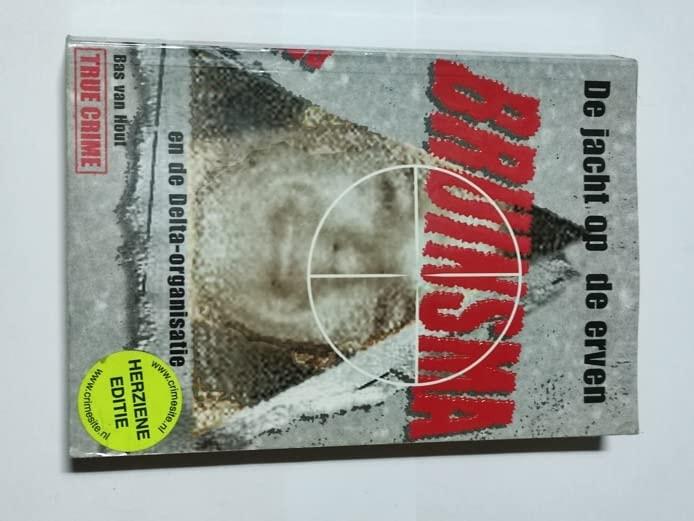 De jacht op de erven
BRUINSMA
en de Delta-organisatie
Bas van Hout
TRUE CRIME
www.crimesite.nl
HERZIENE
EDITIE
www.crimesite.nl